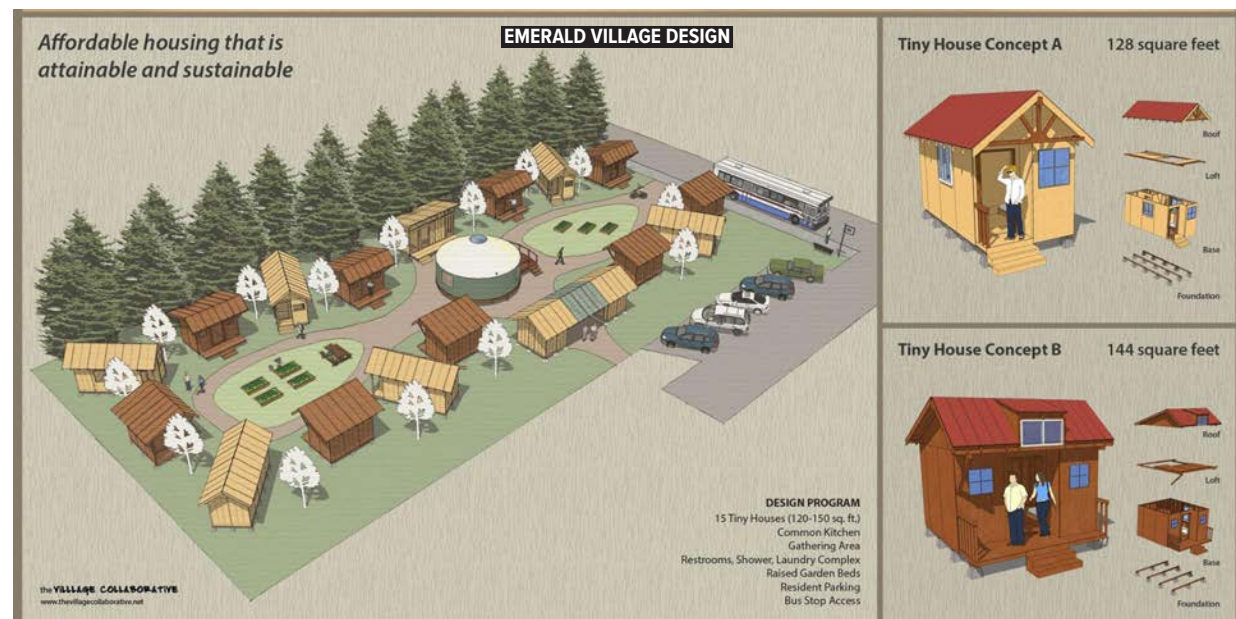 Affordable housing that is
attainable and sustainable
EMERALD VILLAGE DESIGN
DESIGN PROGRAM
15 Tiny Houses (120-150 sq. ft.)
Common Kitchen
Gathering Area
Restrooms, Shower, Laundry Complex
Raised Garden Beds
Resident Parking
Bus Stop Access
the VILLAGE COLLABORATIVE
www.thevillagecollaborative.net
Tiny House Concept A 128 square feet
Roof
Loft
Base
Foundation
Tiny House Concept B 144 square feet
Roof
Loft
Base
Foundation